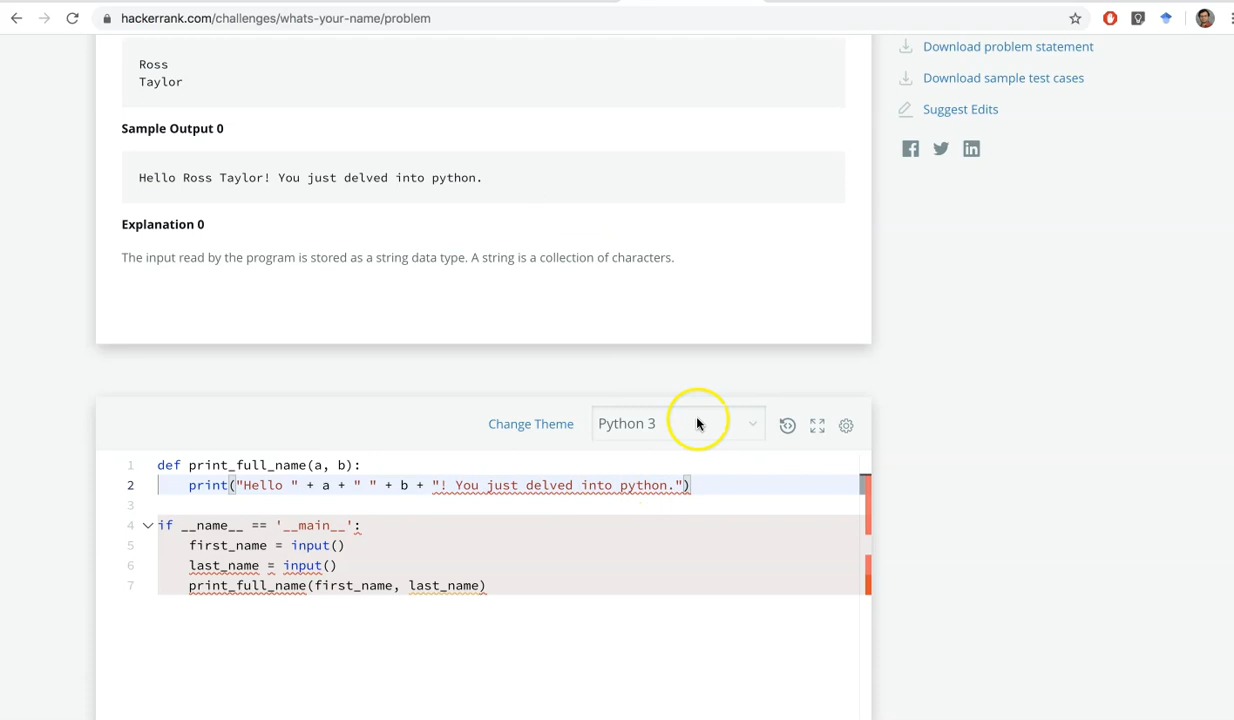 hackerrank.com/challenges/whats-your-name/problem
Ross
Taylor
Sample Output 0
Hello Ross Taylor! You just delved into python.
Explanation 0
The input read by the program is stored as a string data type. A string is a collection of characters.
Download problem statement
Download sample test cases
Suggest Edits
Change Theme
Python 3
1 def print_full_name(a, b):
2 print("Hello " + a + " " + b + "! You just delved into python.")
3
4 if __name__ == '__main__':
5 first_name = input()
6 last_name = input()
7 print_full_name(first_name, last_name)